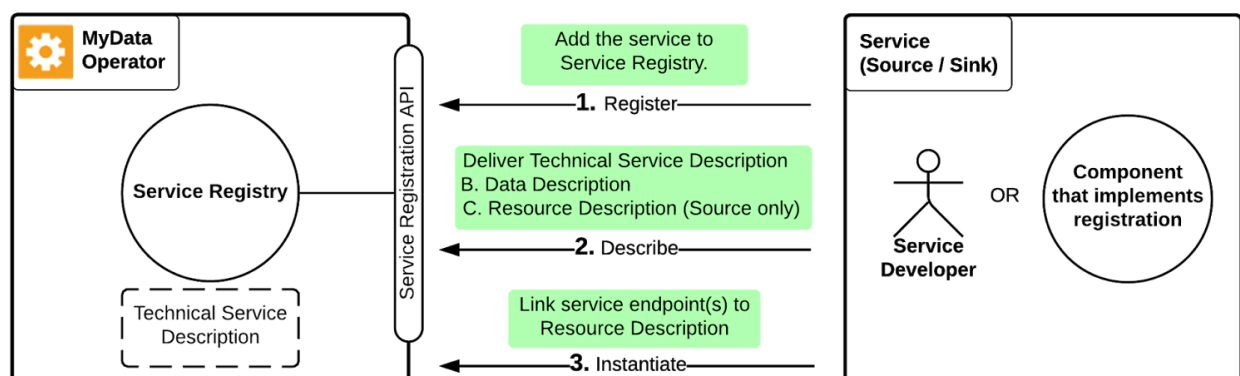 MyData
Operator
Service Registry
Technical Service
Description
Service Registration API
Add the service to
Service Registry.
1. Register
Deliver Technical Service Description
B. Data Description
C. Resource Description (Source only)
2. Describe
Link service endpoint(s) to
Resource Description
3. Instantiate
Service
(Source / Sink)
Service
Developer
OR
Component
that implements
registration